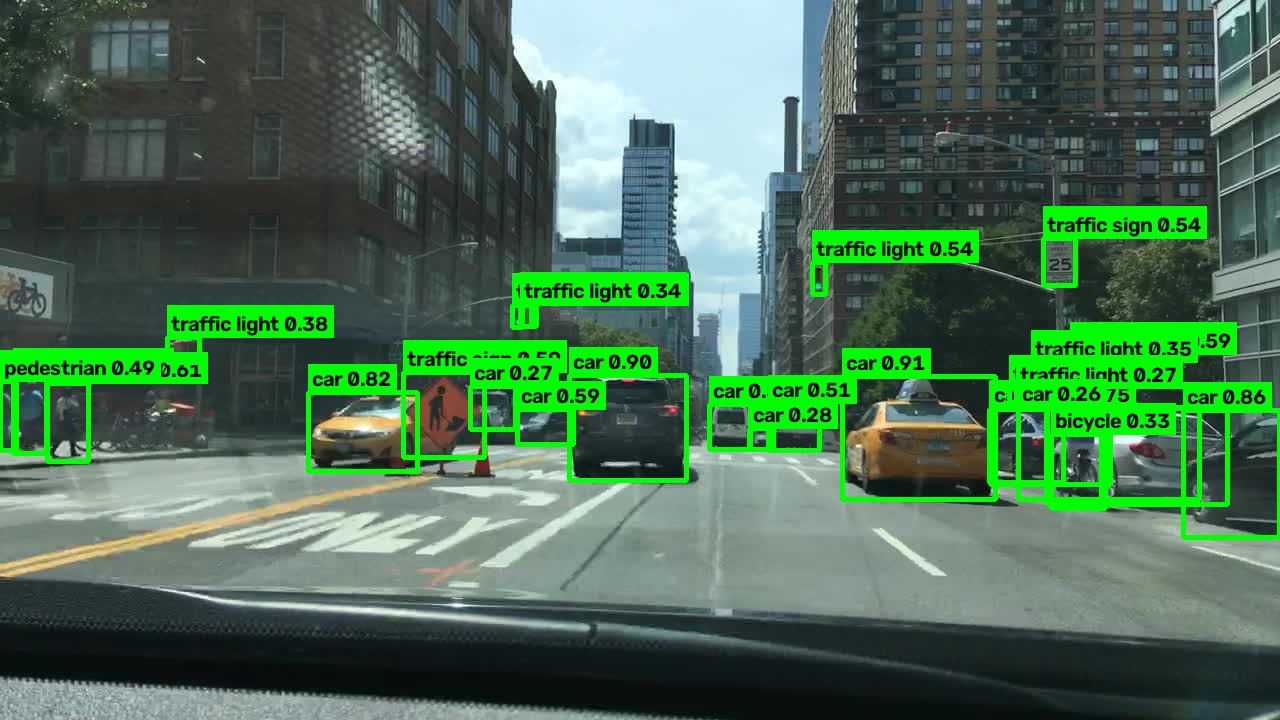 traffic sign 0.54
traffic light 0.54
25
traffic light 0.34
traffic light 0.38
.59
traffic light 0.35
pedestrian 0.49
0.61
traffic sign 0.59
car 0.90
car 0.91
car 0.82
car 0.27
traffic light 0.27
car 0.59
car 0.
car 0.51
car 0.26
75
car 0.86
car 0.28
bicycle 0.33
ONLY